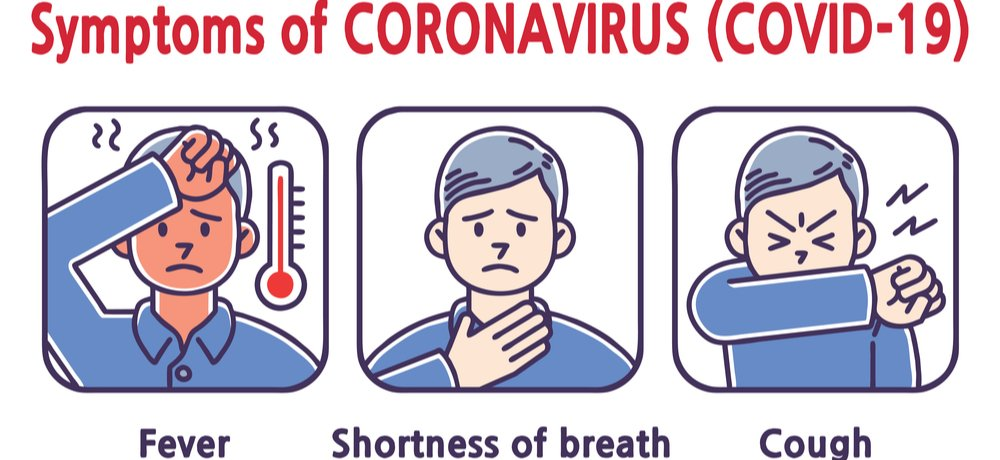 Symptoms of CORONAVIRUS (COVID-19)
Fever
Shortness of breath
Cough